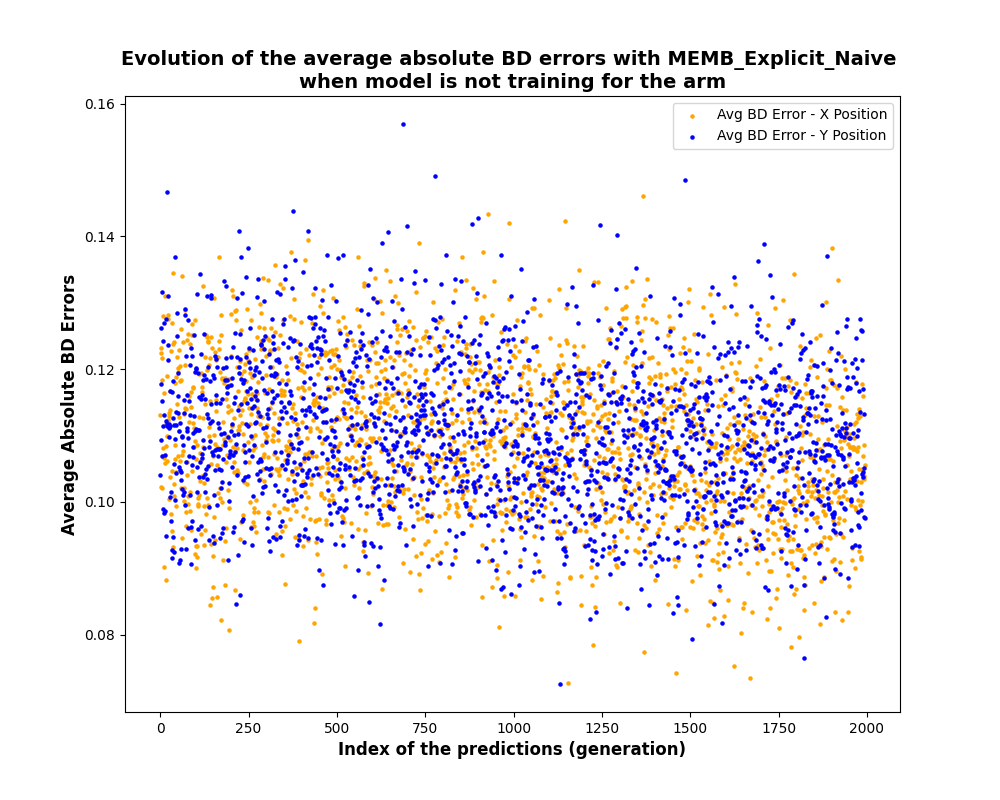 Evolution of the average absolute BD errors with MEMB_Explicit_Naive
when model is not training for the arm
Avg BD Error - X Position
Avg BD Error - Y Position
Average Absolute BD Errors
0.16
0.14
0.12
0.10
0.08
0 250 500 750 1000 1250 1500 1750 2000
Index of the predictions (generation)